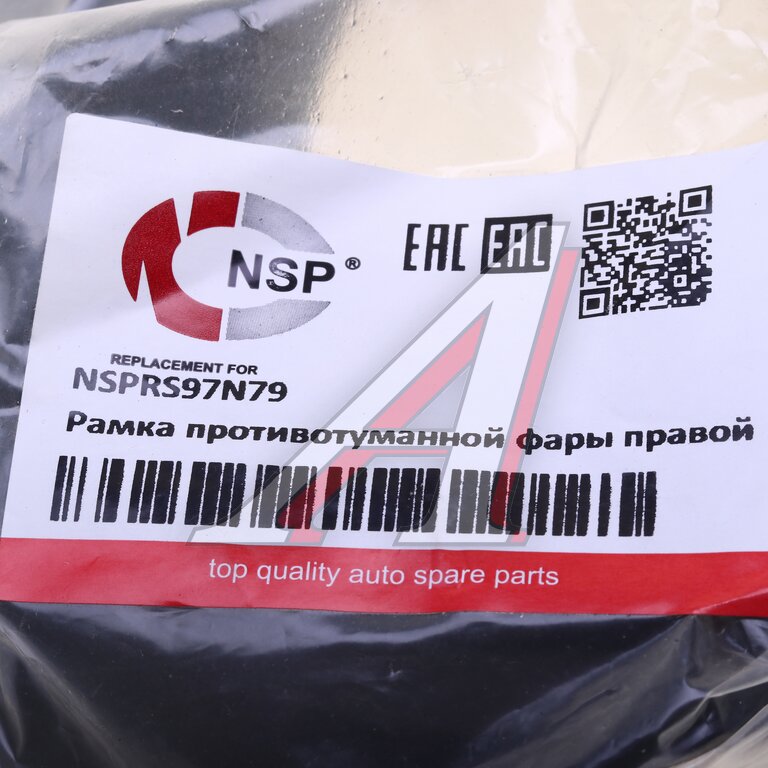 NSP®
EAC EAC
REPLACEMENT FOR
NSPRS97N79
Рамка противотуманной фары правой
top quality auto spare parts